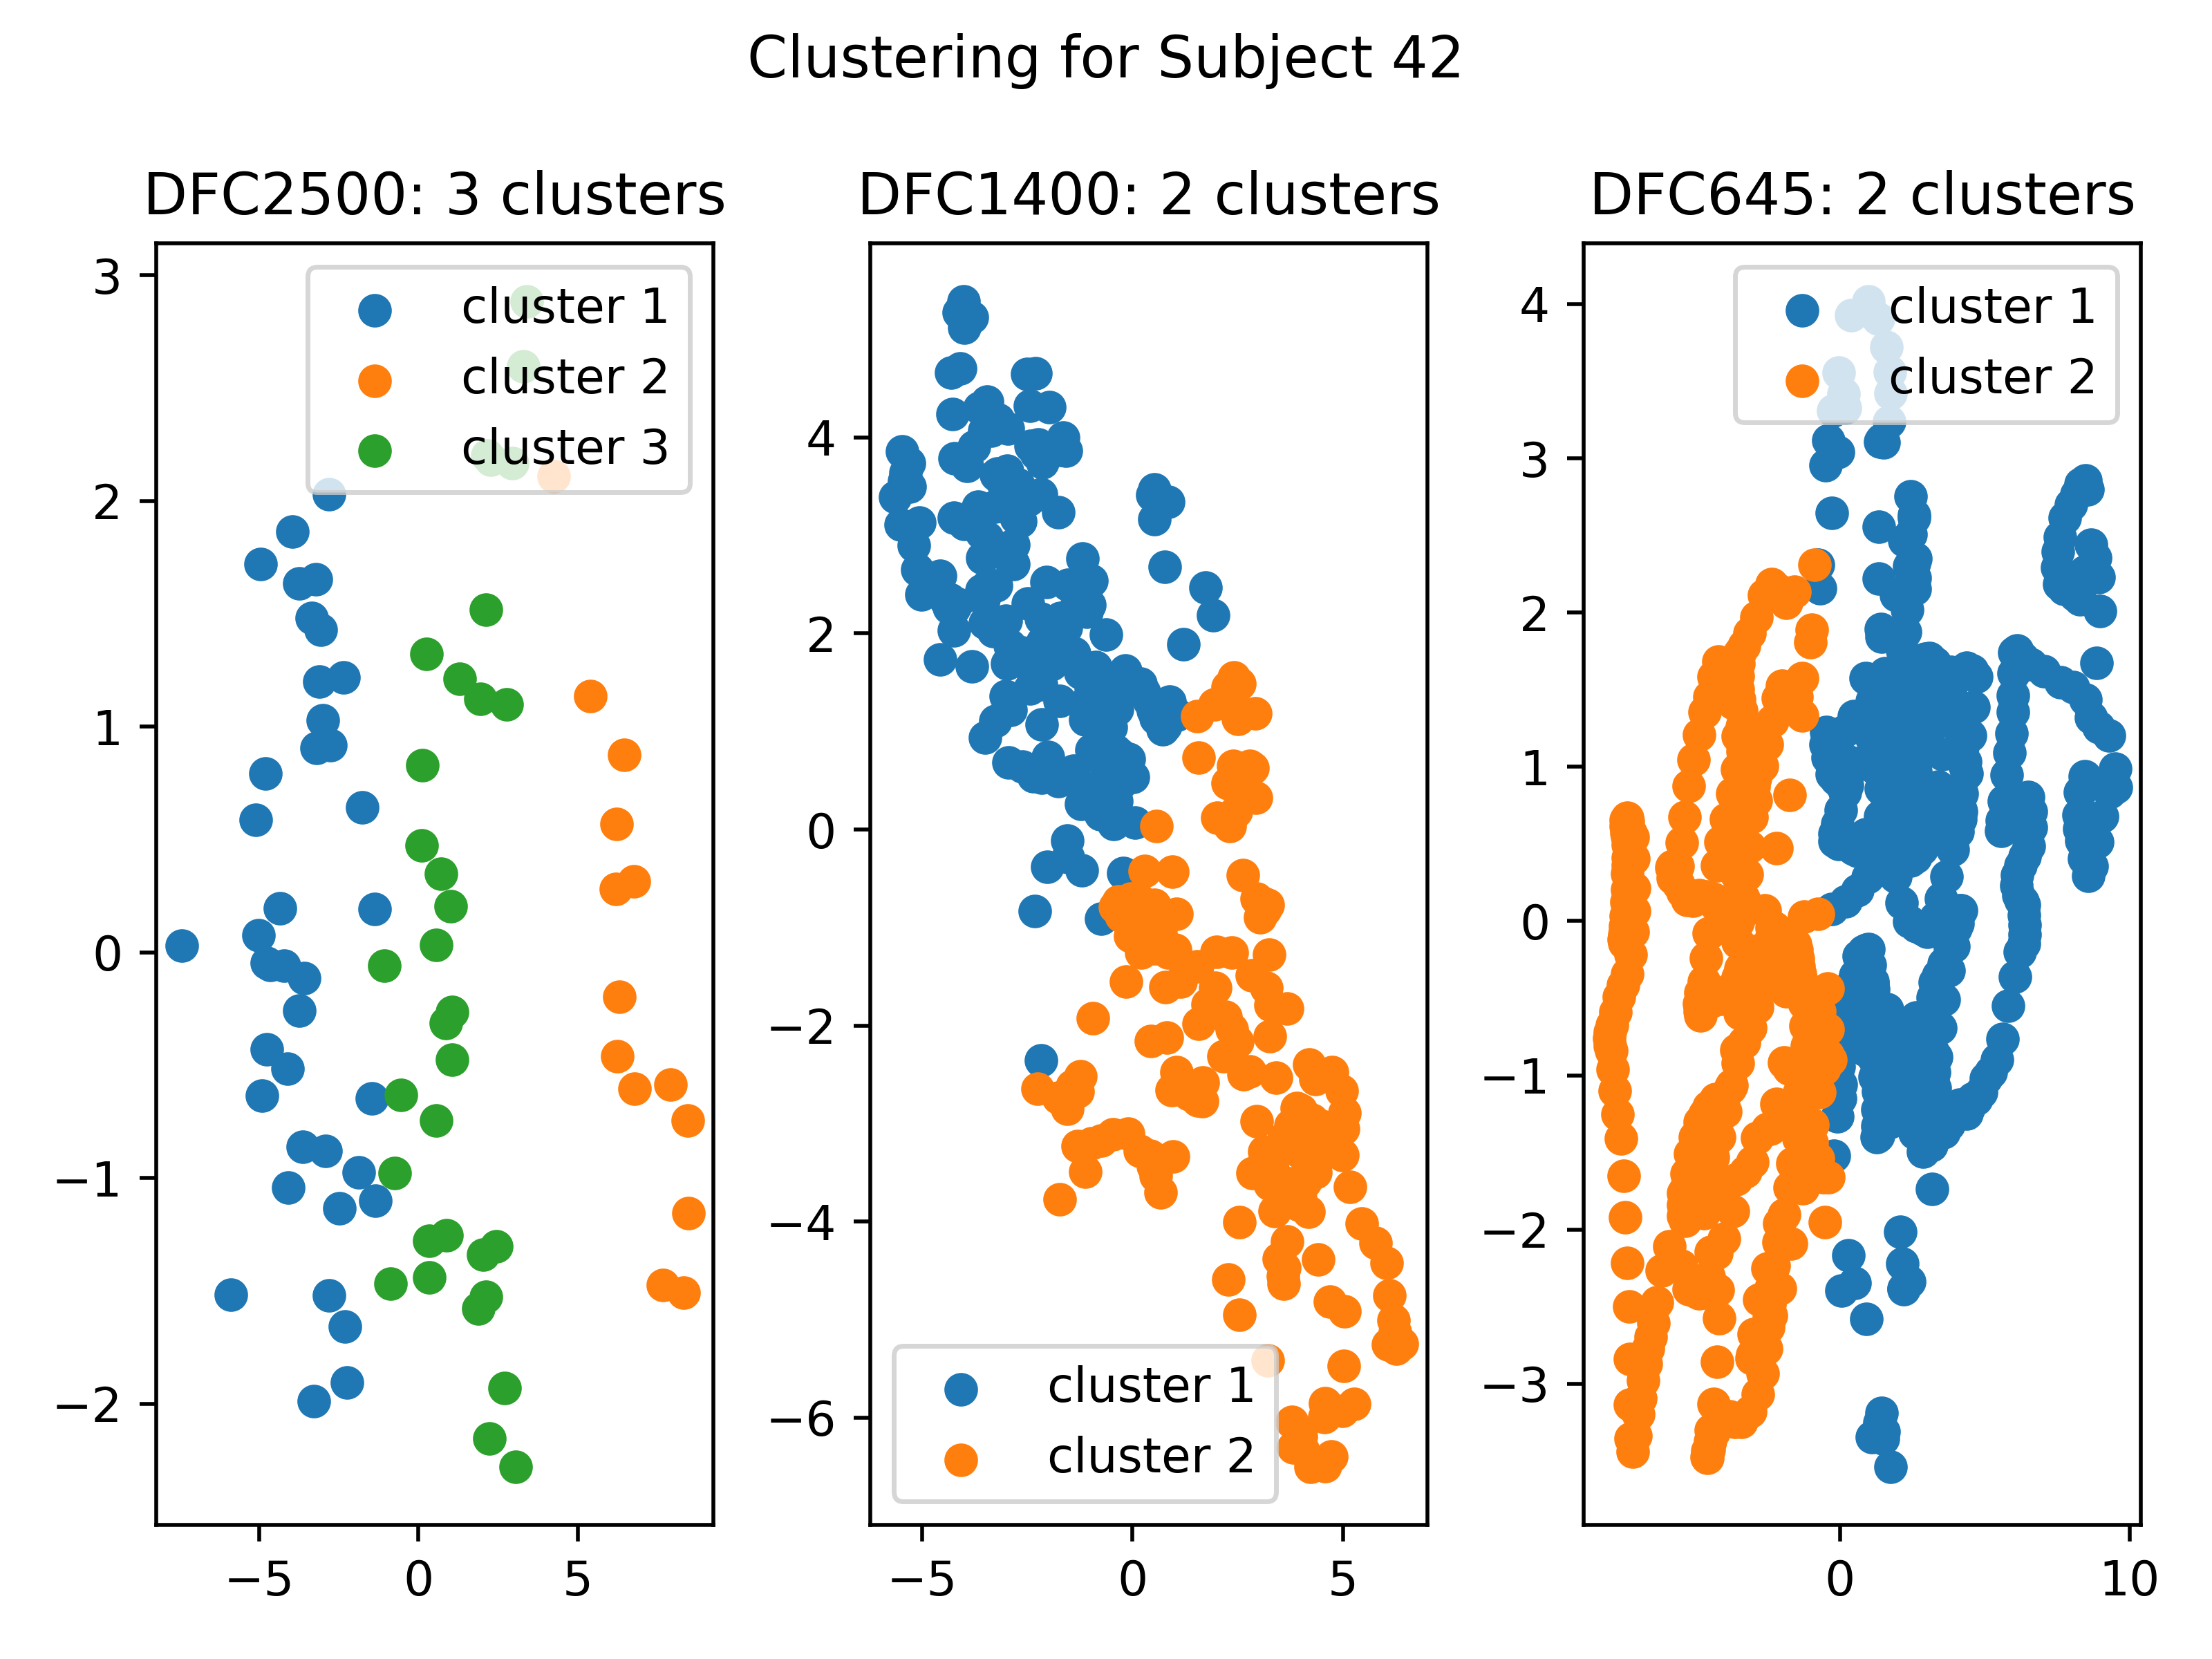 Clustering for Subject 42
DFC2500: 3 clusters
3
2
1
0
−1
−2
−5 0 5
cluster 1
cluster 2
cluster 3
DFC1400: 2 clusters
4
2
0
−2
−4
−6
−5 0 5
cluster 1
cluster 2
DFC645: 2 clusters
4
3
2
1
0
−1
−2
−3
0 10
cluster 1
cluster 2